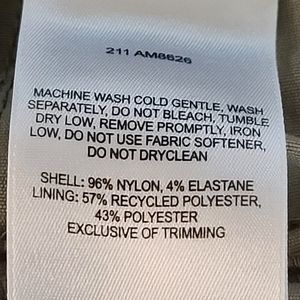 211 AM8626
MACHINE WASH COLD GENTLE, WASH
SEPARATELY, DO NOT BLEACH, TUMBLE
DRY LOW, REMOVE PROMPTLY, IRON
LOW, DO NOT USE FABRIC SOFTENER,
DO NOT DRYCLEAN
SHELL: 96% NYLON, 4% ELASTANE
LINING: 57% RECYCLED POLYESTER,
43% POLYESTER
EXCLUSIVE OF TRIMMING